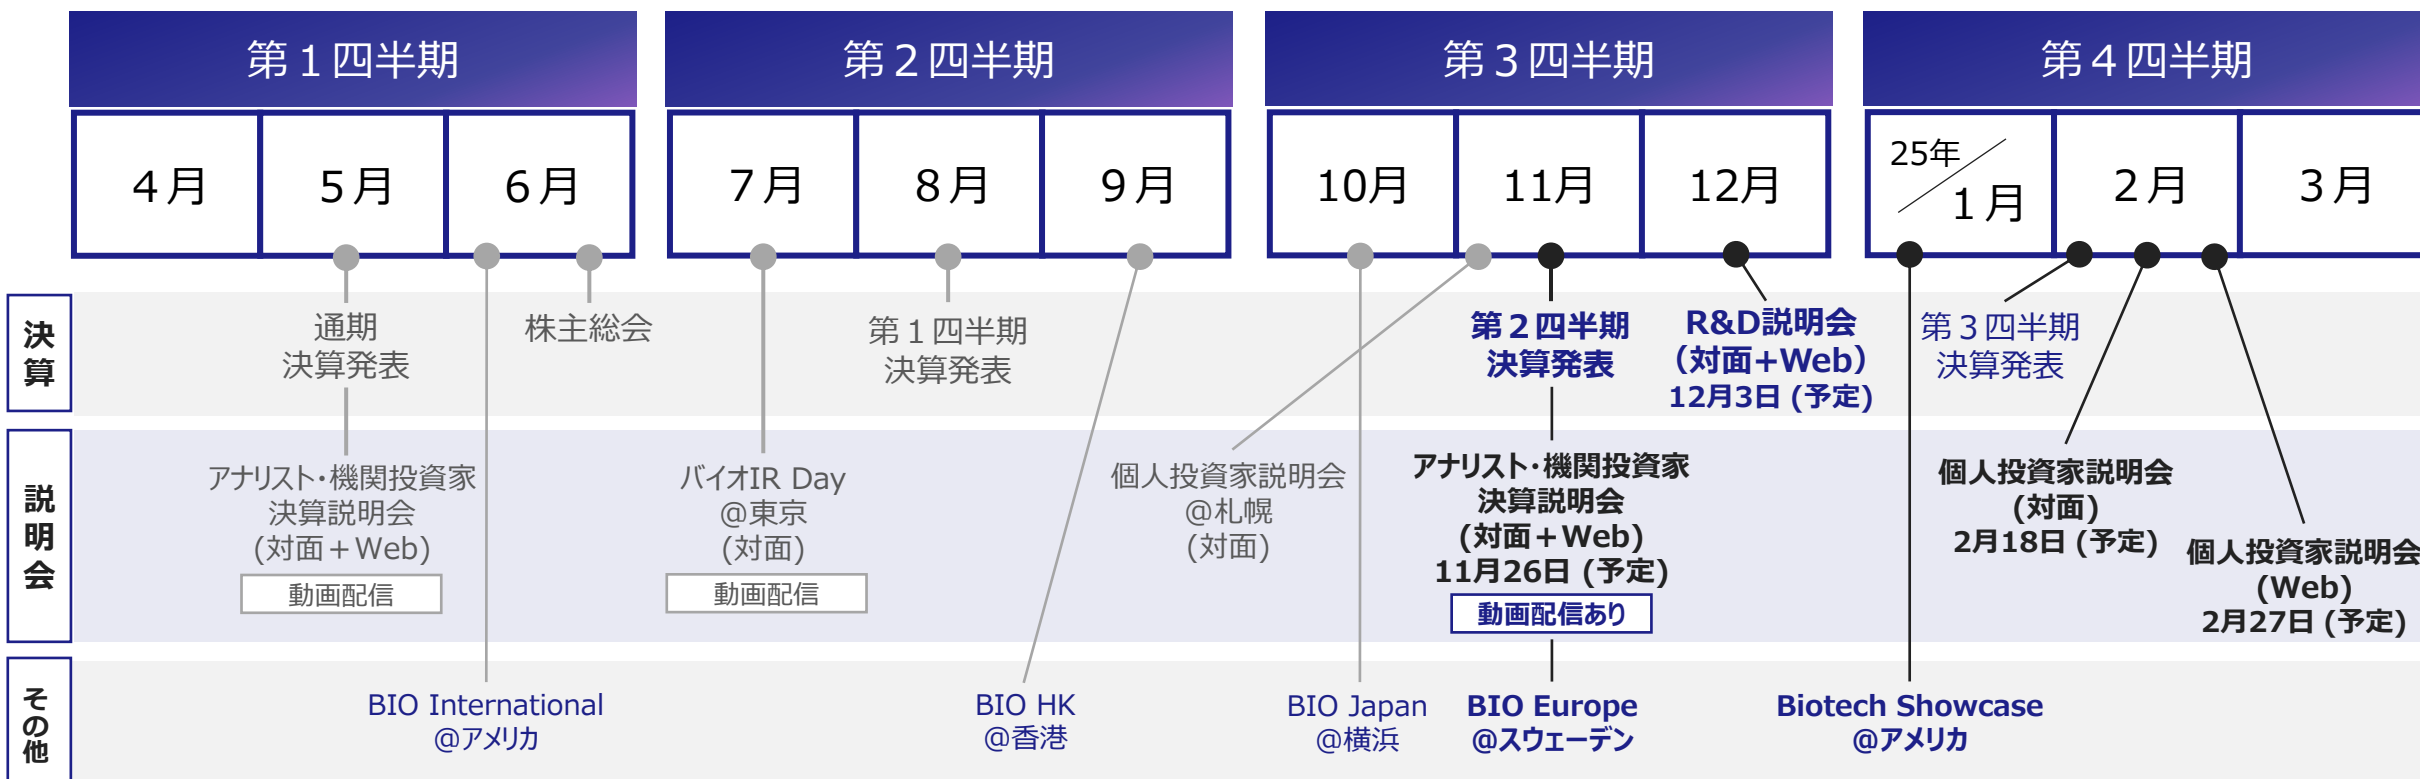 第１四半期
第２四半期
第３四半期
第４四半期
４月
５月
６月
７月
８月
９月
10月
11月
12月
25年
１月
２月
３月
決算
通期
決算発表
株主総会
第１四半期
決算発表
第２四半期
決算発表
R&D説明会
（対面+Web）
12月3日 (予定)
第３四半期
決算発表
説明会
アナリスト・機関投資家
決算説明会
(対面＋Web)
動画配信
バイオIR Day
@東京
(対面)
動画配信
個人投資家説明会
@札幌
(対面)
アナリスト・機関投資家
決算説明会
(対面＋Web)
11月26日 (予定)
動画配信あり
個人投資家説明会
(対面)
2月18日 (予定)
個人投資家説明会
(Web)
2月27日 (予定)
その他
BIO International
@アメリカ
BIO HK
@香港
BIO Japan
@横浜
BIO Europe
@スウェーデン
Biotech Showcase
@アメリカ